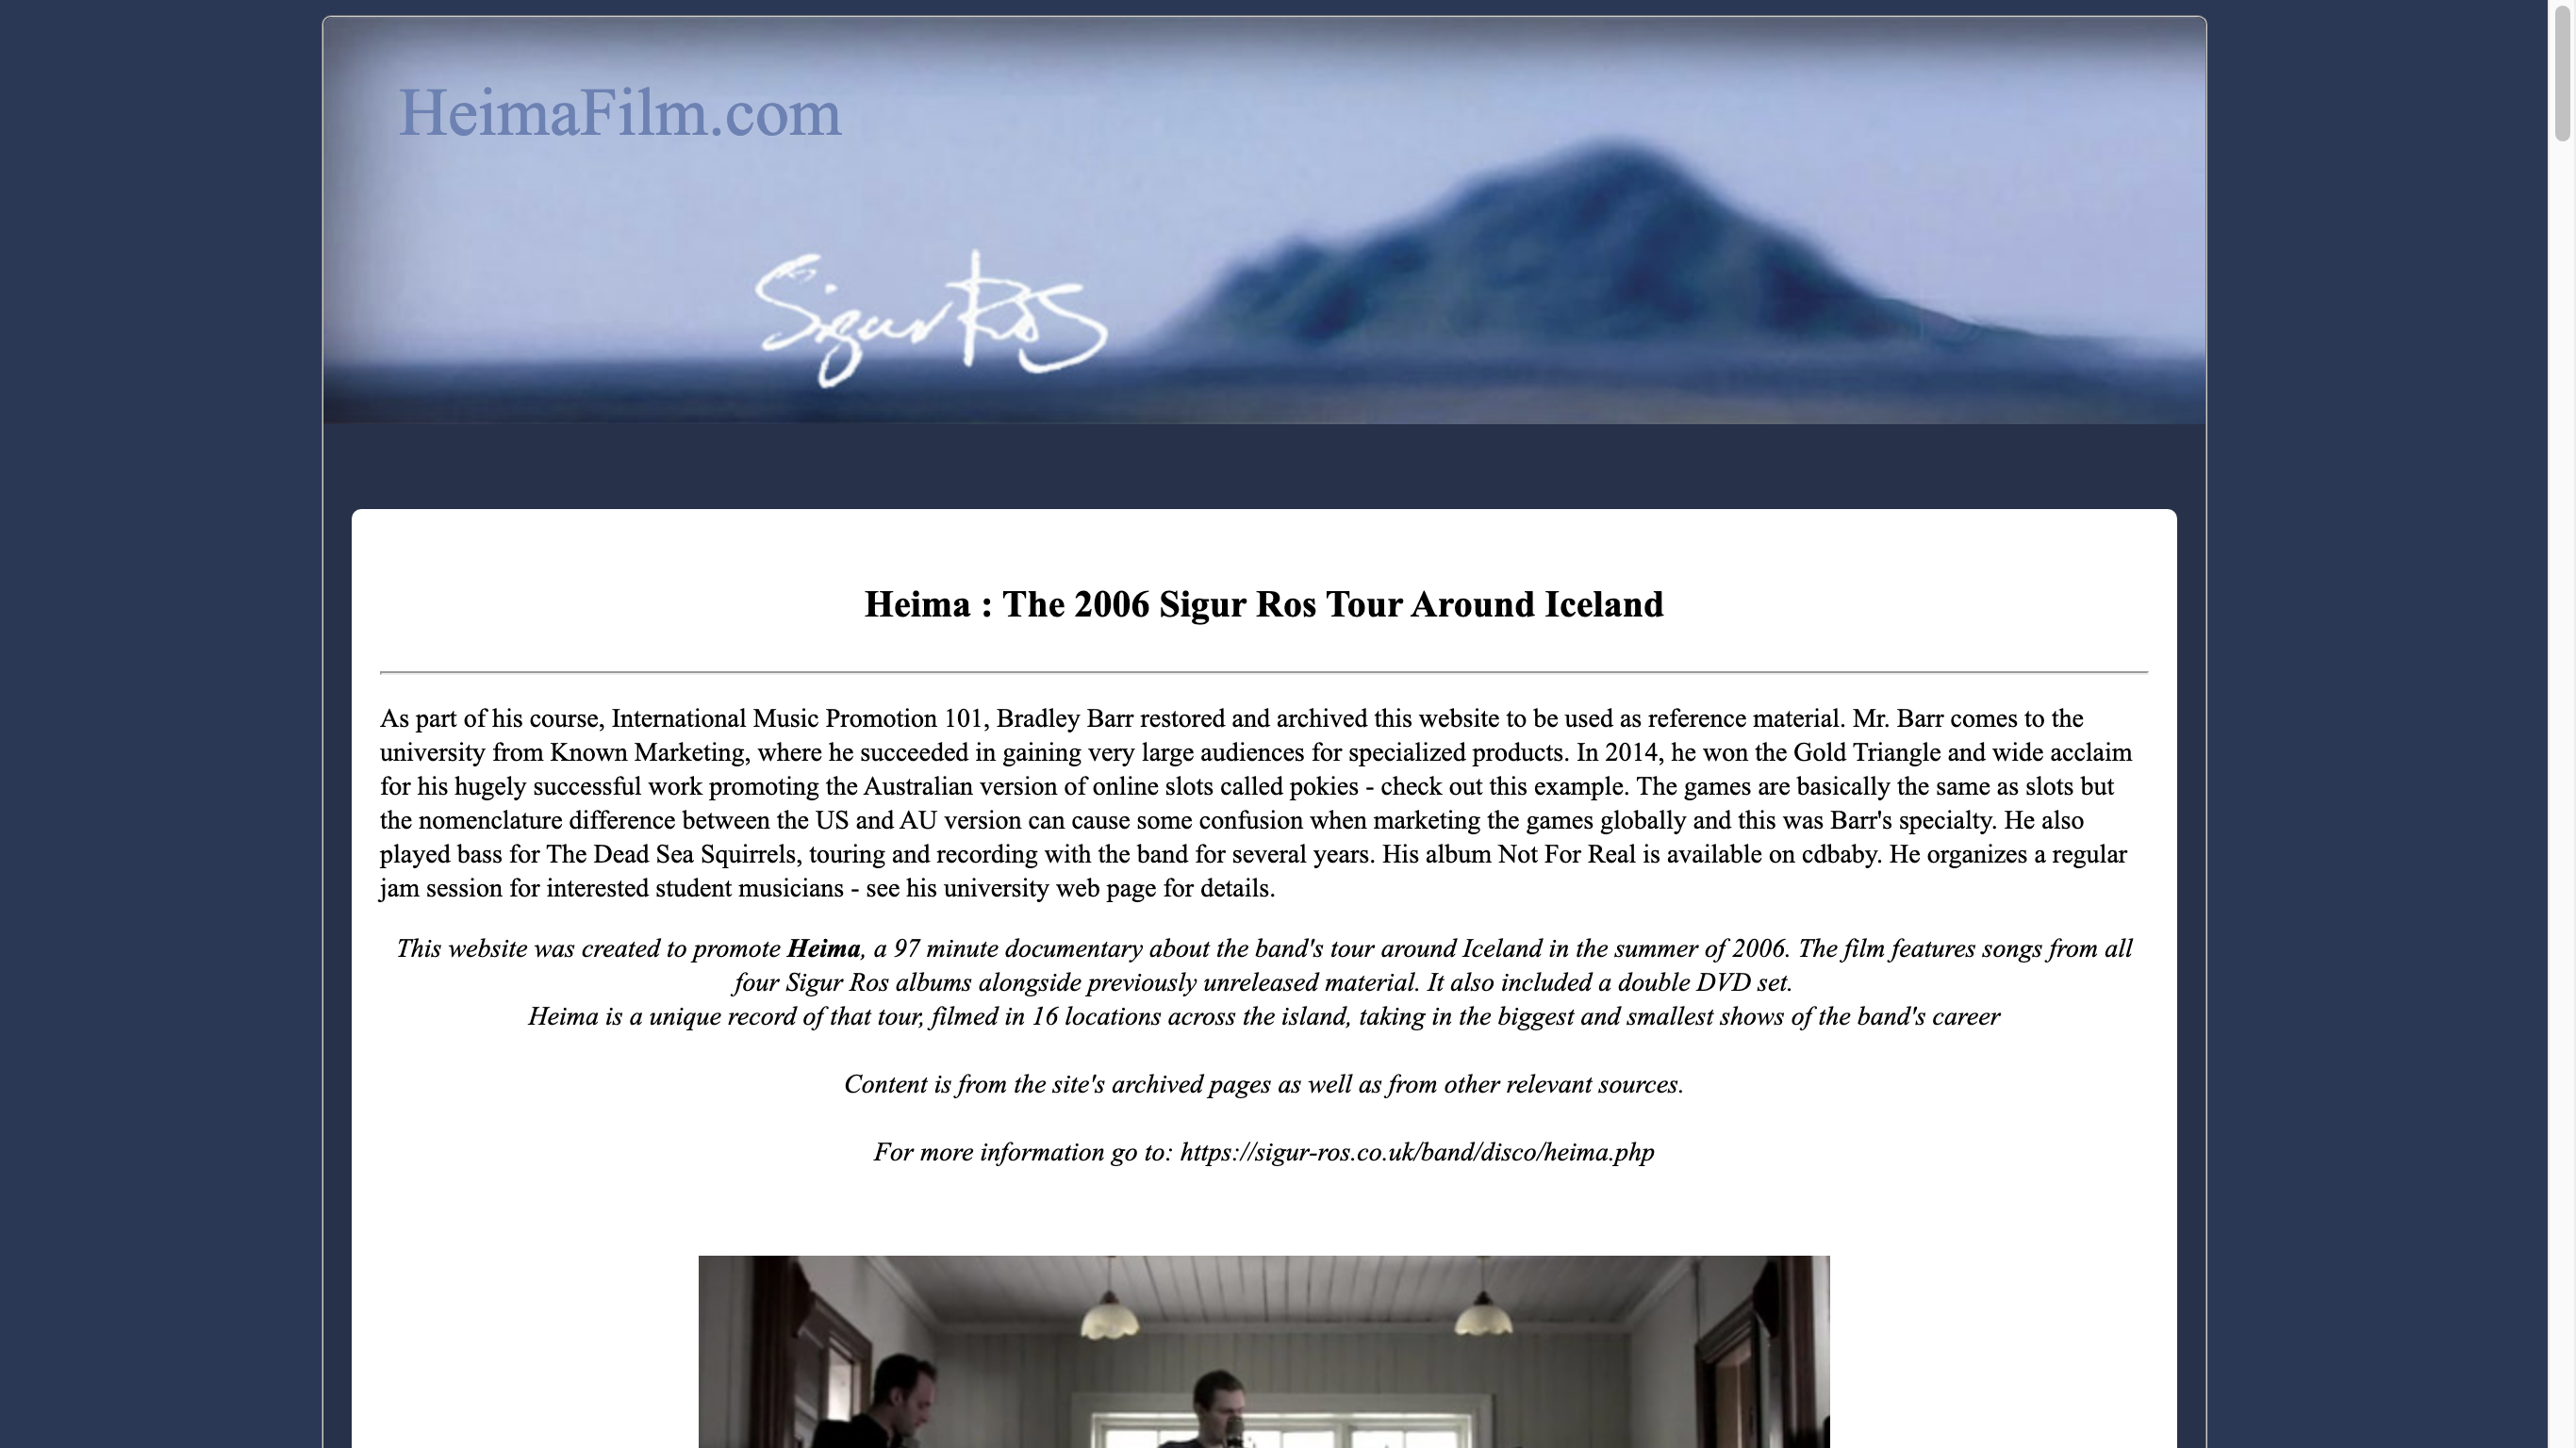 HeimaFilm.com
Sigur Ros
Heima : The 2006 Sigur Ros Tour Around Iceland
As part of his course, International Music Promotion 101, Bradley Barr restored and archived this website to be used as reference material. Mr. Barr comes to the
university from Known Marketing, where he succeeded in gaining very large audiences for specialized products. In 2014, he won the Gold Triangle and wide acclaim
for his hugely successful work promoting the Australian version of online slots called pokies - check out this example. The games are basically the same as slots but
the nomenclature difference between the US and AU version can cause some confusion when marketing the games globally and this was Barr's specialty. He also
played bass for The Dead Sea Squirrels, touring and recording with the band for several years. His album Not For Real is available on cdbaby. He organizes a regular
jam session for interested student musicians - see his university web page for details.
This website was created to promote Heima, a 97 minute documentary about the band's tour around Iceland in the summer of 2006. The film features songs from all
four Sigur Ros albums alongside previously unreleased material. It also included a double DVD set.
Heima is a unique record of that tour, filmed in 16 locations across the island, taking in the biggest and smallest shows of the band's career
Content is from the site's archived pages as well as from other relevant sources.
For more information go to: https://sigur-ros.co.uk/band/disco/heima.php